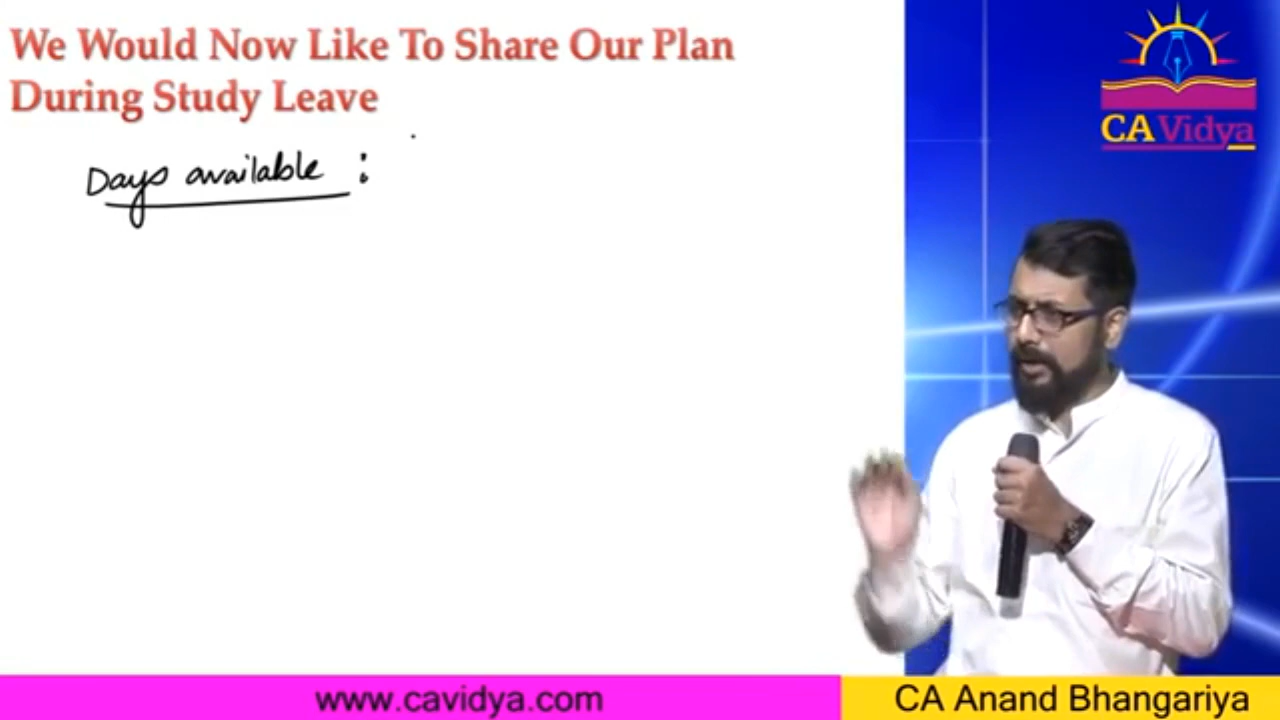 We Would Now Like To Share Our Plan
During Study Leave
Days available :
CA Vidya
www.cavidya.com
CA Anand Bhangariya